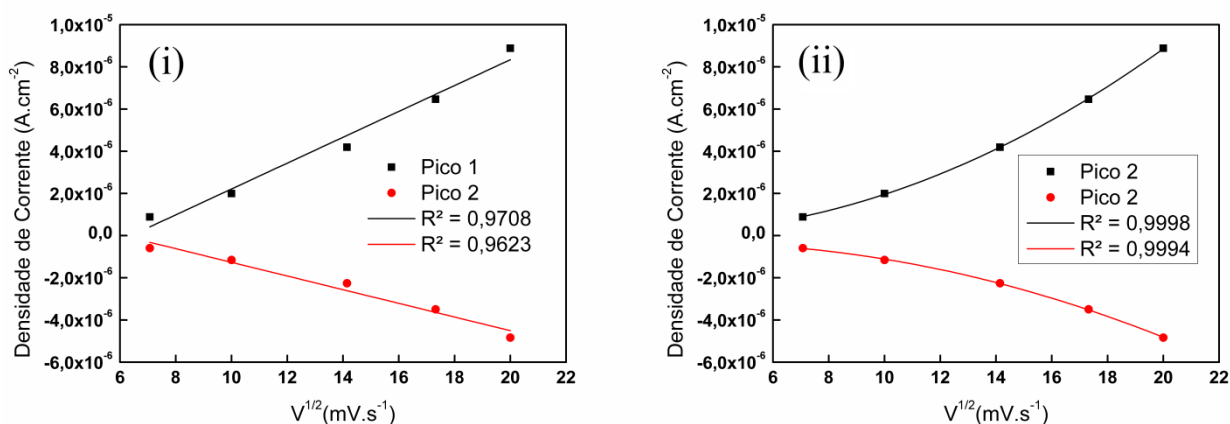 1,0x10⁻⁵
8,0x10⁻⁶
6,0x10⁻⁶
4,0x10⁻⁶
2,0x10⁻⁶
0,0
-2,0x10⁻⁶
-4,0x10⁻⁶
-6,0x10⁻⁶
Densidade de Corrente (A.cm⁻²)
(i)
Pico 1
Pico 2
R² = 0,9708
R² = 0,9623
6 8 10 12 14 16 18 20 22
V¹/²(mV.s⁻¹)
1,0x10⁻⁵
8,0x10⁻⁶
6,0x10⁻⁶
4,0x10⁻⁶
2,0x10⁻⁶
0,0
-2,0x10⁻⁶
-4,0x10⁻⁶
-6,0x10⁻⁶
Densidade de Corrente (A.cm⁻²)
(ii)
Pico 2
Pico 2
R² = 0,9998
R² = 0,9994
6 8 10 12 14 16 18 20 22
V¹/²(mV.s⁻¹)